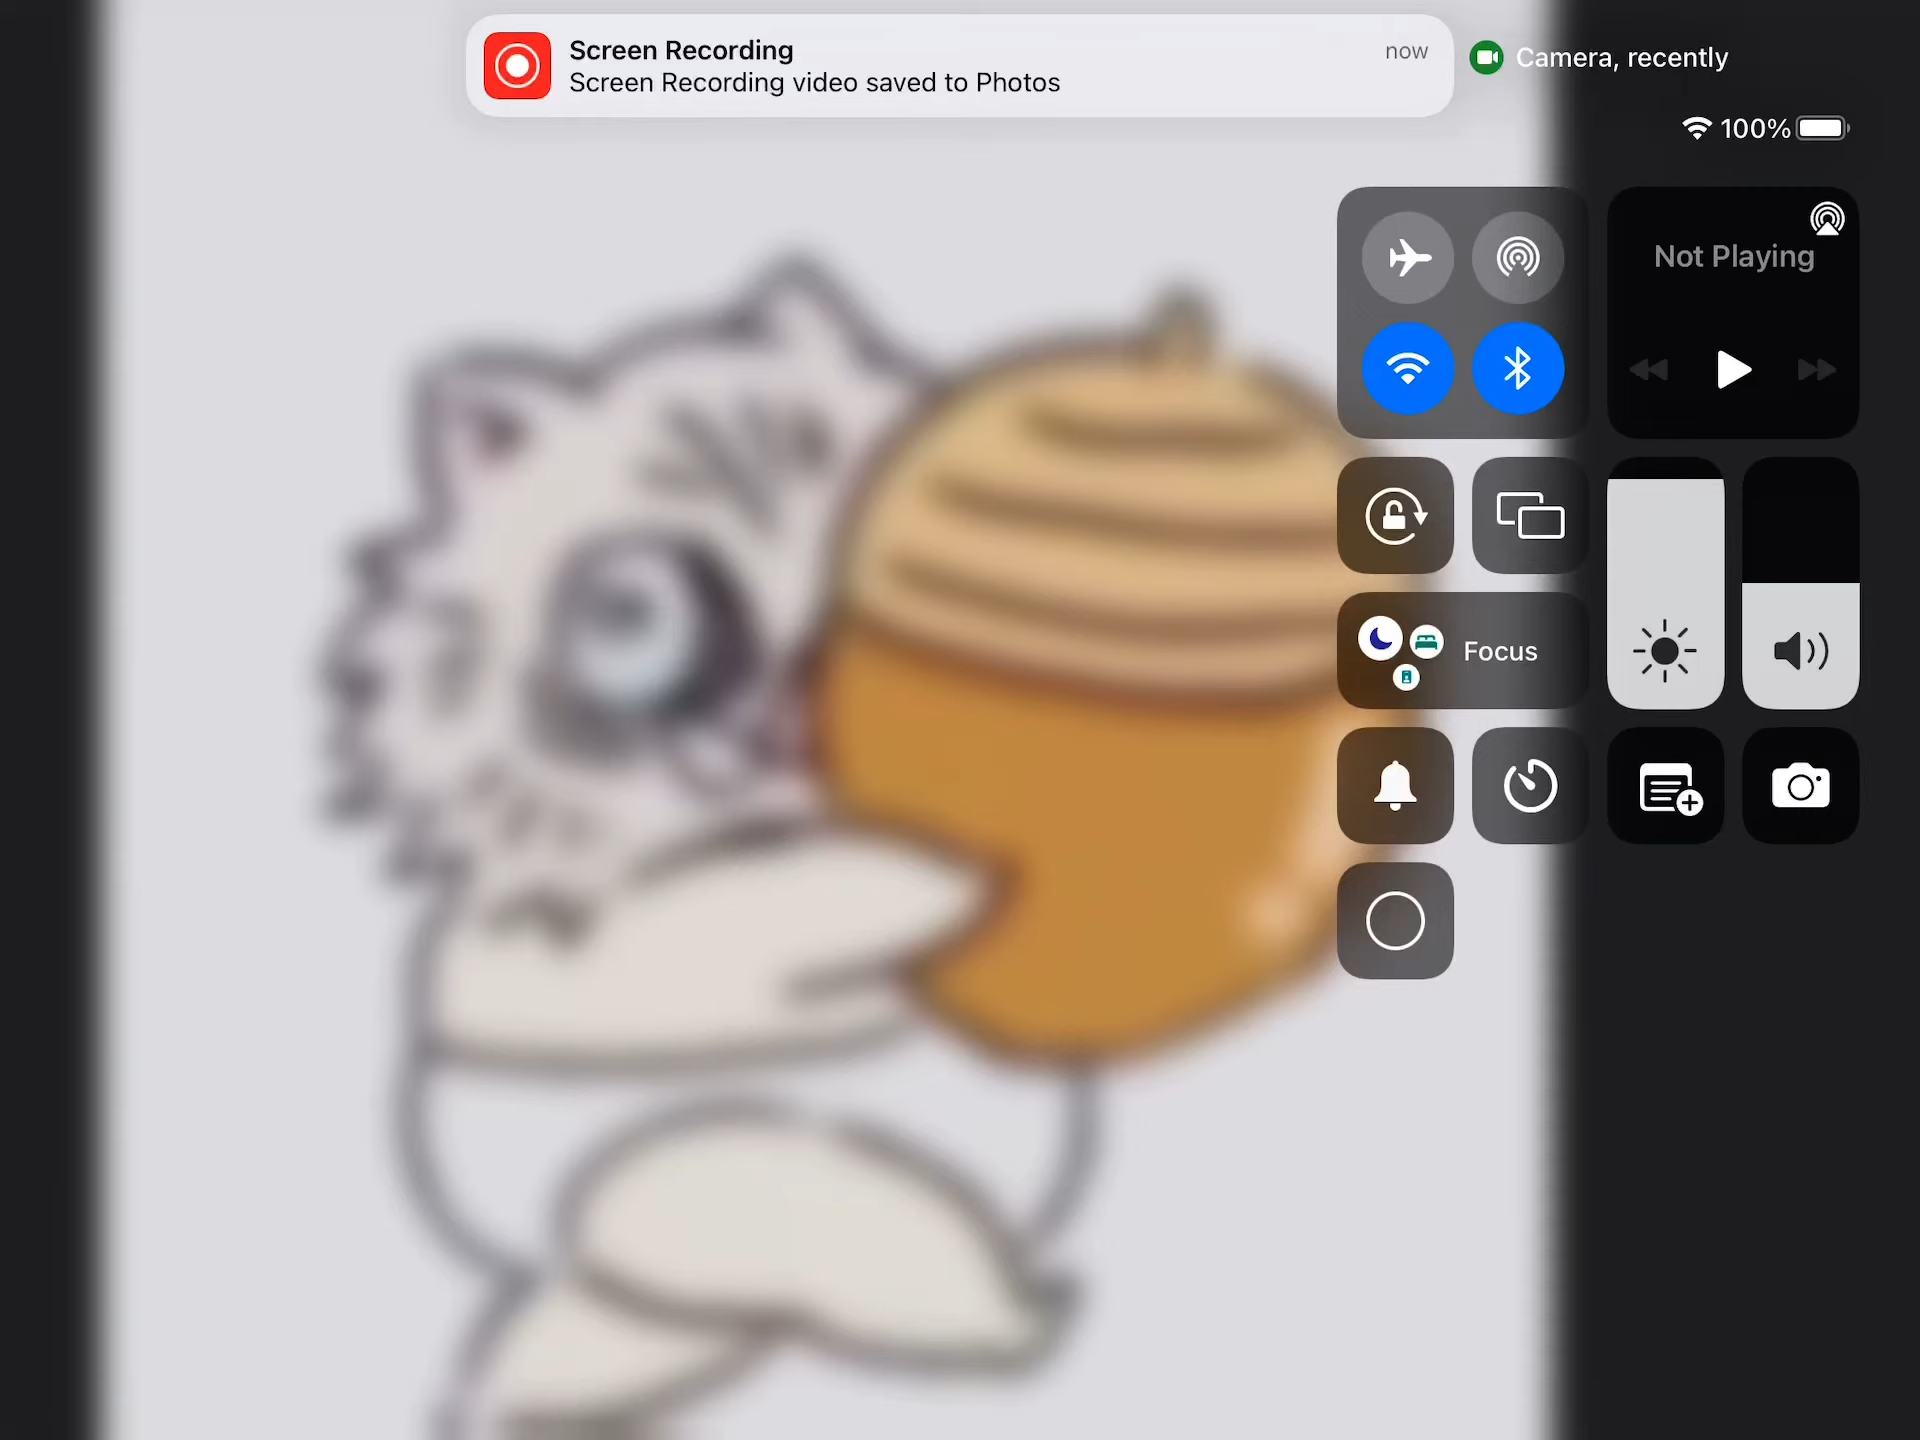 Screen Recording
now
Screen Recording video saved to Photos
Camera, recently
100%
Not Playing
Focus